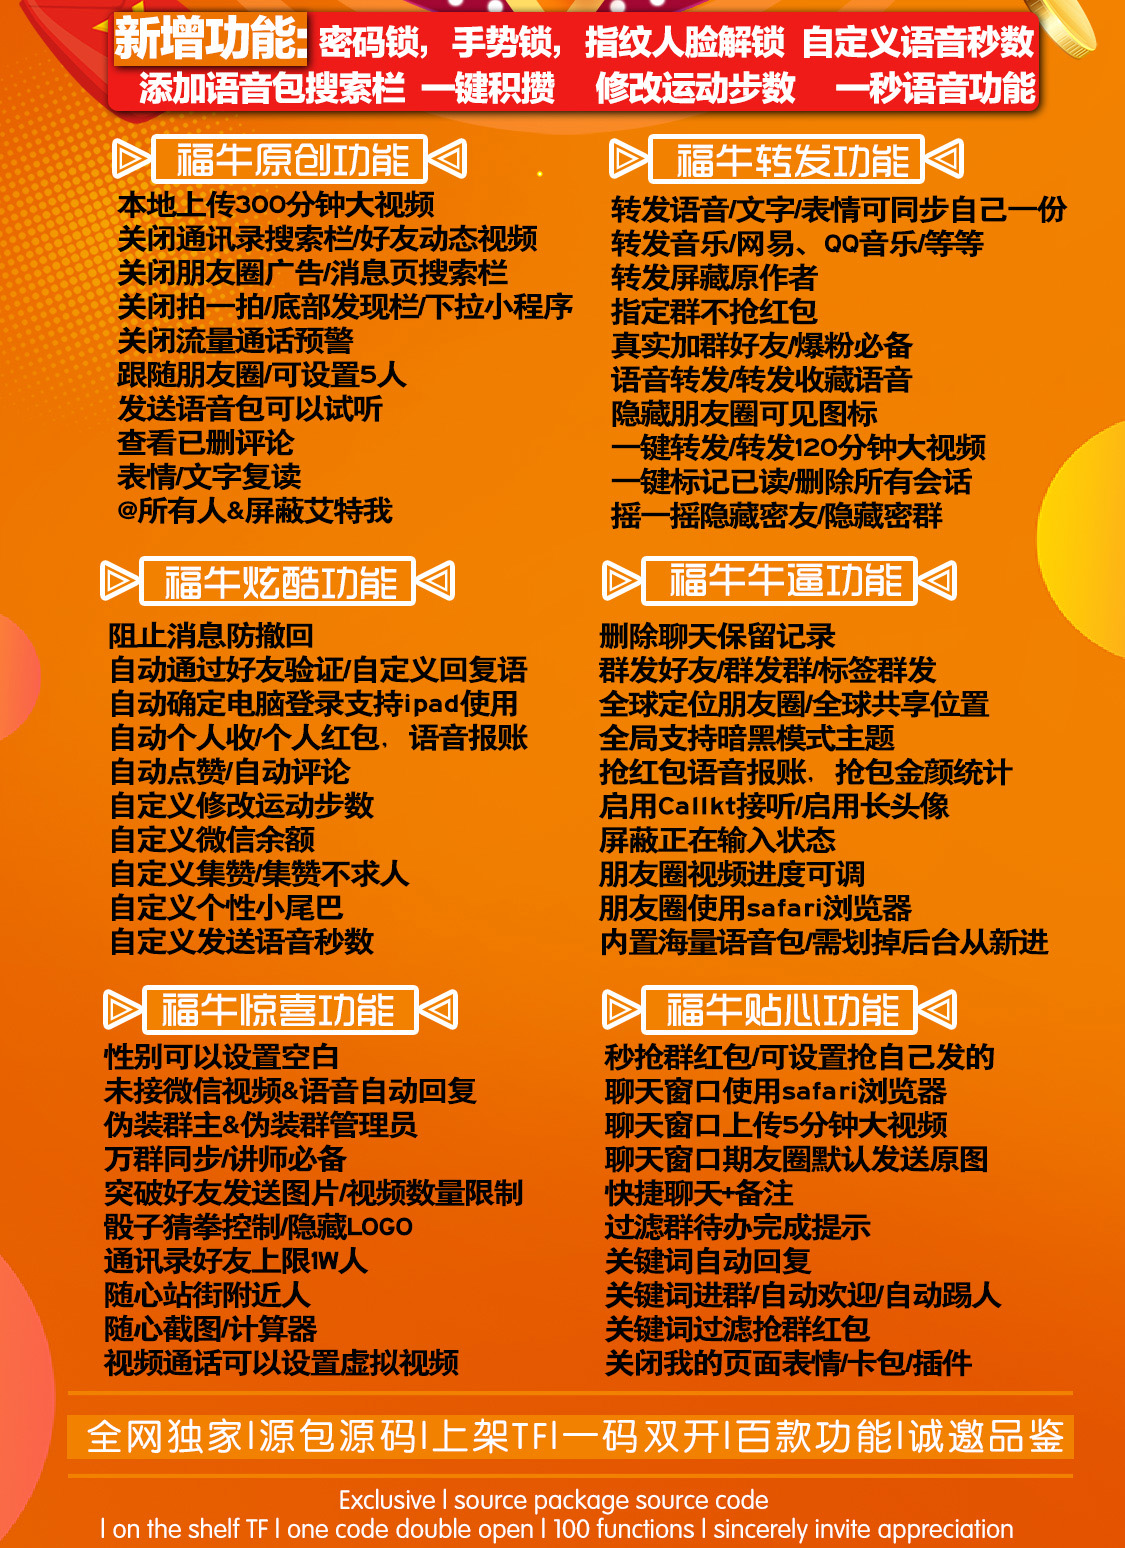 新增功能: 密码锁，手势锁，指纹人脸解锁 自定义语音秒数
添加语音包搜索栏 一键积攒 修改运动步数 一秒语音功能
福牛原创功能
本地上传300分钟大视频
关闭通讯录搜索栏/好友动态视频
关闭朋友圈广告/消息页搜索栏
关闭拍一拍/底部发现栏/下拉小程序
关闭流量通话预警
跟随朋友圈/可设置5人
发送语音包可以试听
查看已删评论
表情/文字复读
@所有人&屏蔽艾特我
福牛转发功能
转发语音/文字/表情可同步自己一份
转发音乐/网易、QQ音乐/等等
转发屏藏原作者
指定群不抢红包
真实加群好友/爆粉必备
语音转发/转发收藏语音
隐藏朋友圈可见图标
一键转发/转发120分钟大视频
一键标记已读/删除所有会话
摇一摇隐藏密友/隐藏密群
福牛炫酷功能
阻止消息防撤回
自动通过好友验证/自定义回复语
自动确定电脑登录支持ipad使用
自动个人收/个人红包，语音报账
自动点赞/自动评论
自定义修改运动步数
自定义微信余额
自定义集赞/集赞不求人
自定义个性小尾巴
自定义发送语音秒数
福牛牛逼功能
删除聊天保留记录
群发好友/群发群/标签群发
全球定位朋友圈/全球共享位置
全局支持暗黑模式主题
抢红包语音报账，抢包金颜统计
启用Callkt接听/启用长头像
屏蔽正在输入状态
朋友圈视频进度可调
朋友圈使用safari浏览器
内置海量语音包/需划掉后台从新进
福牛惊喜功能
性别可以设置空白
未接微信视频&语音自动回复
伪装群主&伪装群管理员
万群同步/讲师必备
突破好友发送图片/视频数量限制
骰子猜拳控制/隐藏LOGO
通讯录好友上限1W人
随心站街附近人
随心截图/计算器
视频通话可以设置虚拟视频
福牛贴心功能
秒抢群红包/可设置抢自己发的
聊天窗口使用safari浏览器
聊天窗口上传5分钟大视频
聊天窗口期友圈默认发送原图
快捷聊天+备注
过滤群待办完成提示
关键词自动回复
关键词进群/自动欢迎/自动踢人
关键词过滤抢群红包
关闭我的页面表情/卡包/插件
全网独家|源包源码|上架TF|一码双开|百款功能|诚邀品鉴
Exclusive | source package source code
| on the shelf TF | one code double open | 100 functions | sincerely invite appreciation